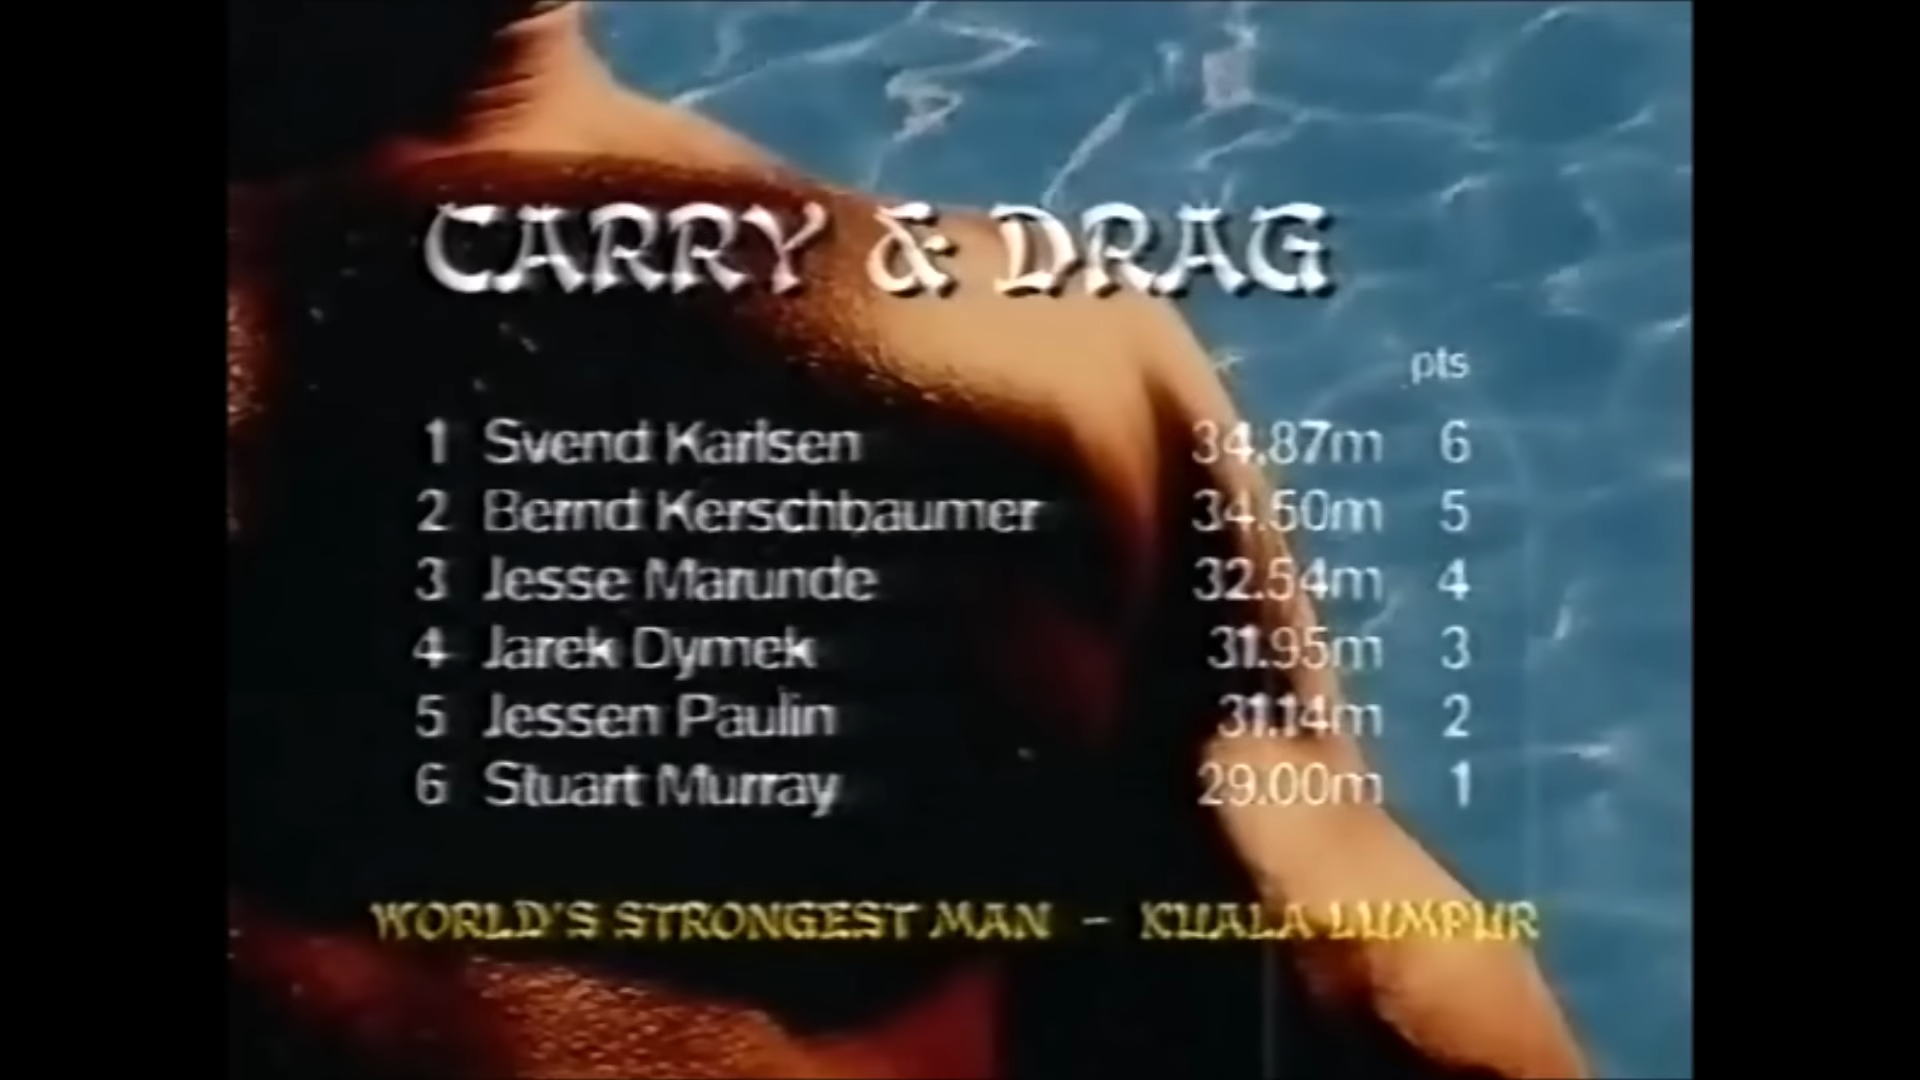 CARRY & DRAG
pts
1 Svend Karlsen 34.87m 6
2 Bernd Kerschbaumer 34.50m 5
3 Jesse Marunde 32.54m 4
4 Jarek Dymek 31.95m 3
5 Jessen Paulin 31.14m 2
6 Stuart Murray 29.00m 1
WORLD'S STRONGEST MAN - KUALA LUMPUR